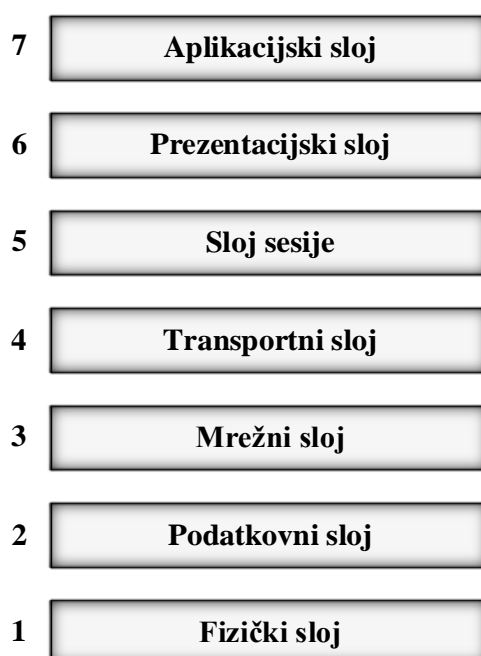 7 Aplikacijski sloj
6 Prezentacijski sloj
5 Sloj sesije
4 Transportni sloj
3 Mrežni sloj
2 Podatkovni sloj
1 Fizički sloj